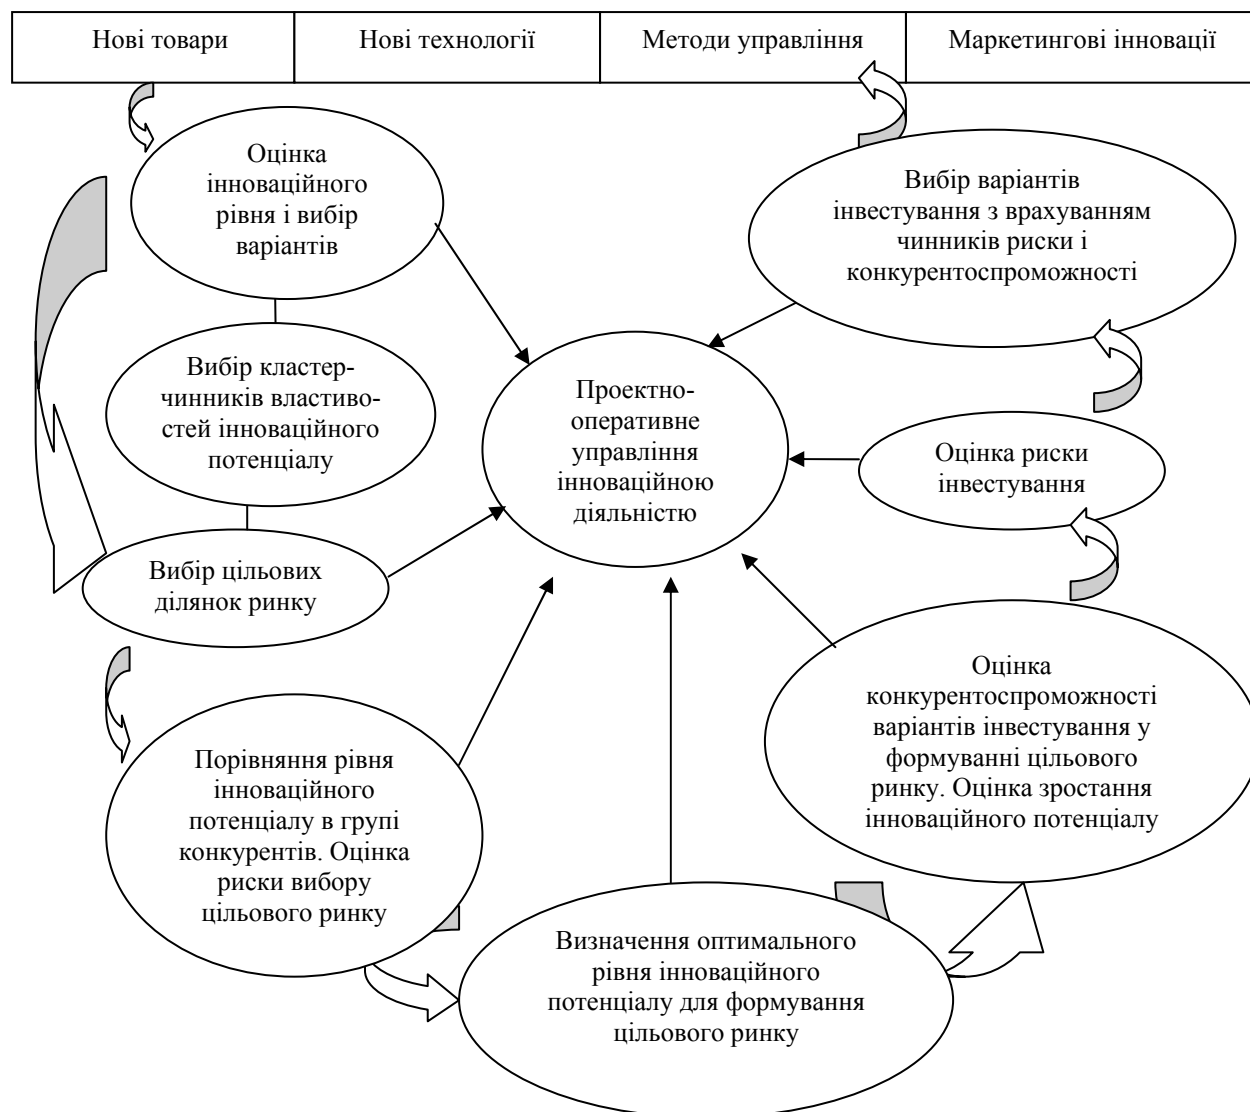 Нові товари
Нові технології
Методи управління
Маркетингові інновації
Оцінка
інноваційного
рівня і вибір
варіантів
Вибір варіантів
інвестування з врахуванням
чинників риски і
конкурентоспроможності
Вибір кластер-
чинників властиво-
стей інноваційного
потенціалу
Проектно-
оперативне
управління
інноваційною
діяльністю
Оцінка риски
інвестування
Вибір цільових
ділянок ринку
Оцінка
конкурентоспроможності
варіантів інвестування у
формуванні цільового
ринку. Оцінка зростання
інноваційного потенціалу
Порівняння рівня
інноваційного
потенціалу в групі
конкурентів. Оцінка
риски вибору
цільового ринку
Визначення оптимального
рівня інноваційного
потенціалу для формування
цільового ринку